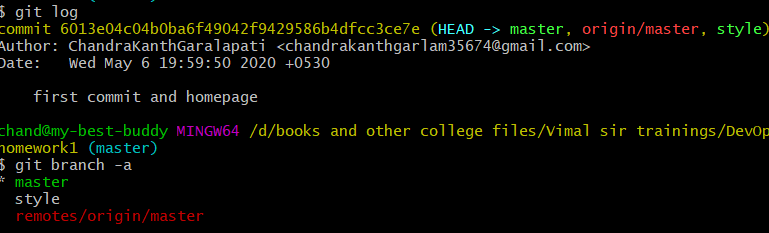 $ git log
commit 6013e04c04b0ba6f49042f9429586b4dfcc3ce7e (HEAD -> master, origin/master, style)
Author: ChandraKanthGaralapati <chandrakanthgarlam35674@gmail.com>
Date:   Wed May 6 19:59:50 2020 +0530
    first commit and homepage
chand@my-best-buddy MINGW64 /d/books and other college files/Vimal sir trainings/DevOp
homework1 (master)
$ git branch -a
* master
  style
  remotes/origin/master